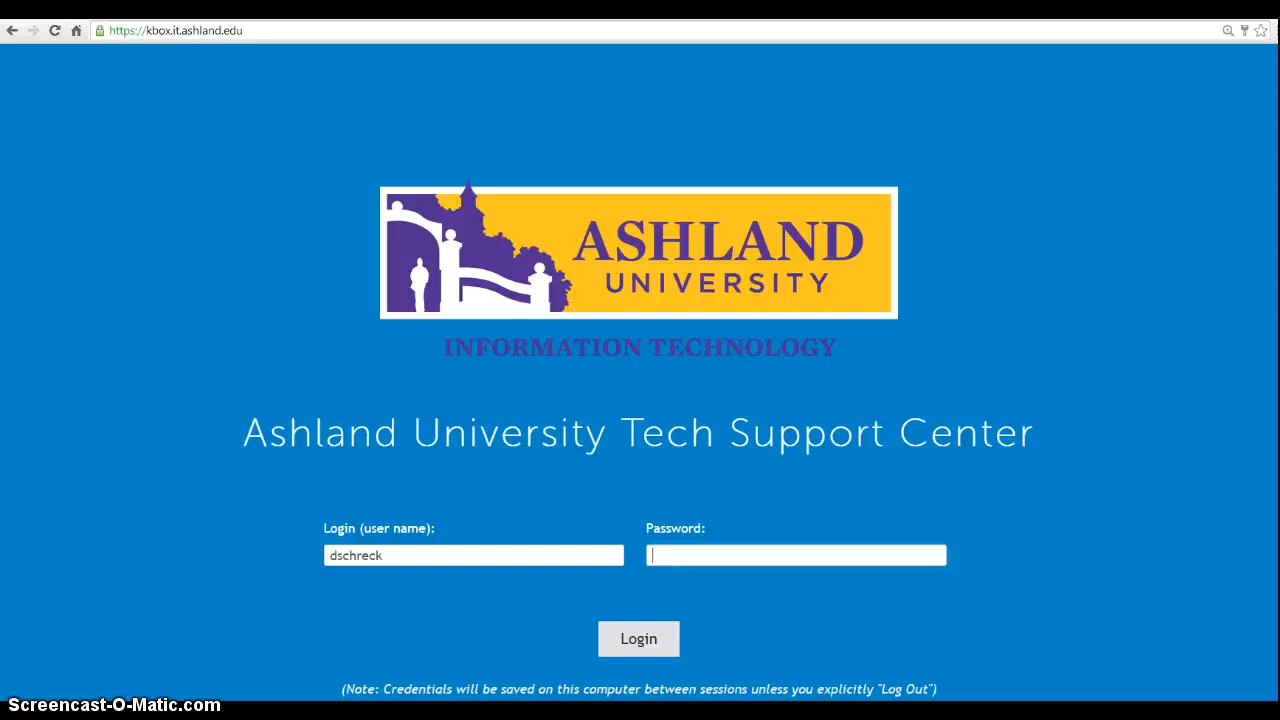 https://kbox.it.ashland.edu
ASHLAND
UNIVERSITY
INFORMATION TECHNOLOGY
Ashland University Tech Support Center
Login (user name): Password:
dschreck
Login
(Note: Credentials will be saved on this computer between sessions unless you explicitly "Log Out")
Screencast-O-Matic.com